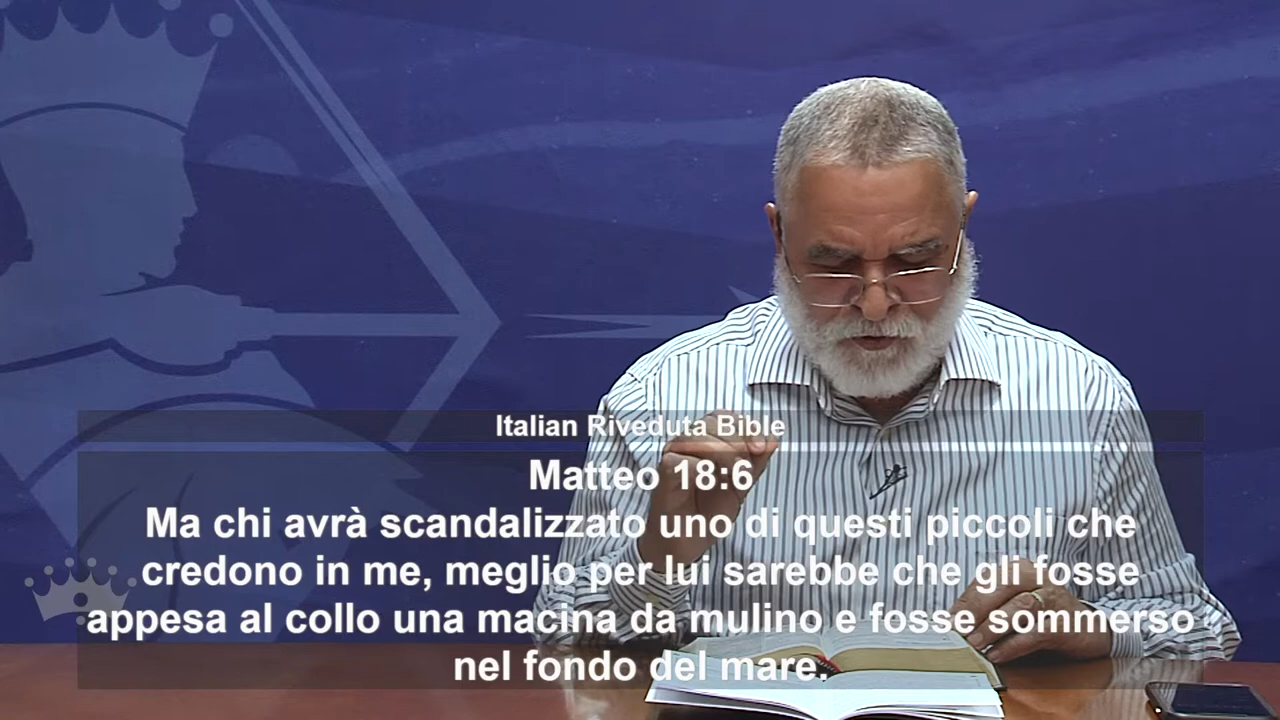 Italian Riveduta Bible
Matteo 18:6
Ma chi avrà scandalizzato uno di questi piccoli che
credono in me, meglio per lui sarebbe che gli fosse
appesa al collo una macina da mulino e fosse sommerso
nel fondo del mare.